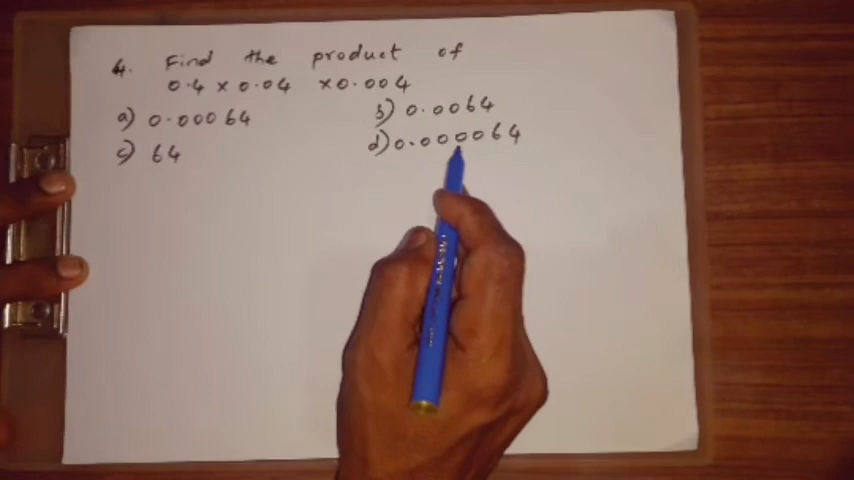 4. Find the product of
0.4 × 0.04 × 0.004
a) 0.00064 b) 0.0064
c) 64 d) 0.000064